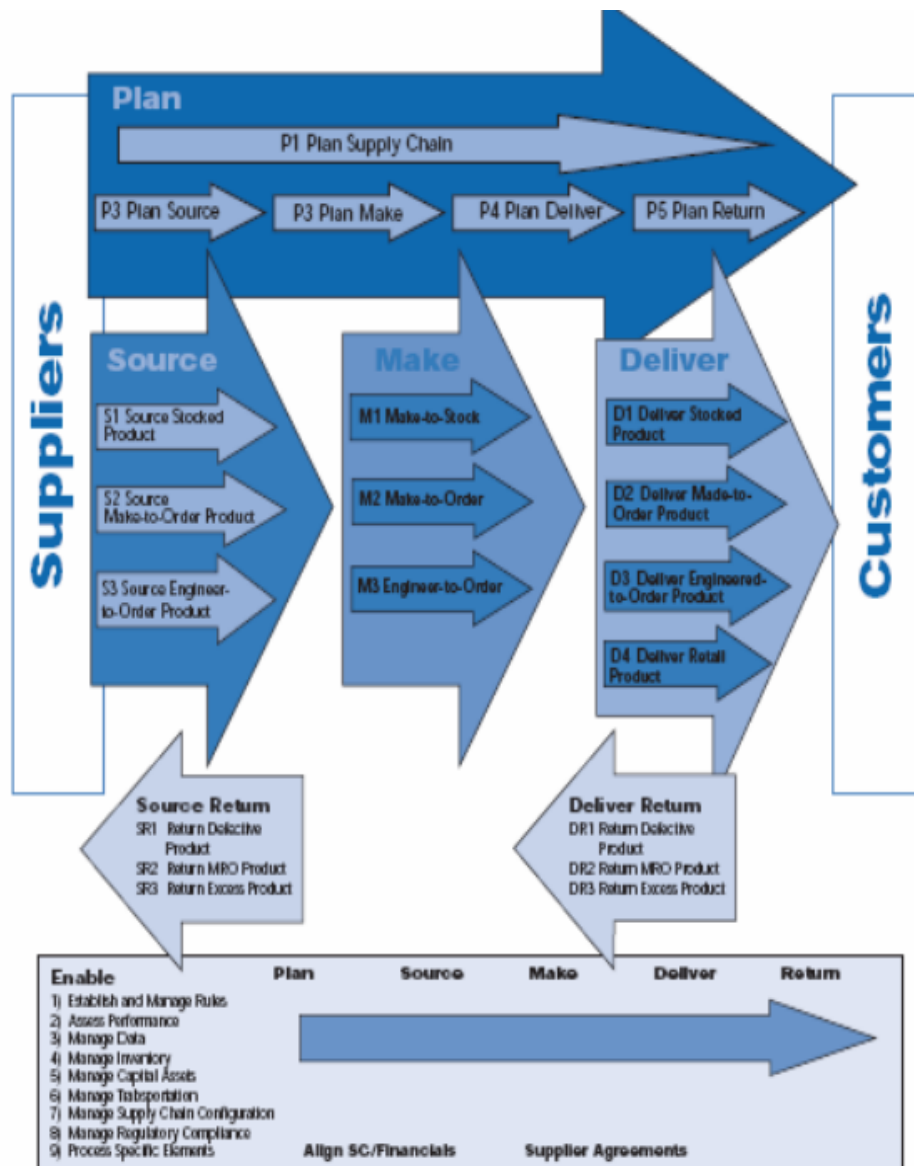 Plan
P1 Plan Supply Chain
P3 Plan Source
P3 Plan Make
P4 Plan Deliver
P5 Plan Return
Suppliers
Customers
Source
S1 Source Stocked
Product
S2 Source
Make-to-Order Product
S3 Source Engineer-
to-Order Product
Make
M1 Make-to-Stock
M2 Make-to-Order
M3 Engineer-to-Order
Deliver
D1 Deliver Stocked
Product
D2 Deliver Made-to-
Order Product
D3 Deliver Engineered-
to-Order Product
D4 Deliver Retail
Product
Source Return
SR1 Return Defective
Product
SR2 Return MRO Product
SR3 Return Excess Product
Deliver Return
DR1 Return Defective
Product
DR2 Return MRO Product
DR3 Return Excess Product
Enable
Plan Source Make Deliver Return
1) Establish and Manage Rules
2) Assess Performance
3) Manage Data
4) Manage Inventory
5) Manage Capital Assets
6) Manage Trabsportation
7) Manage Supply Chain Configuration
8) Manage Regulatory Compliance
9) Process Specific Elements
Align SC/Financials
Supplier Agreements